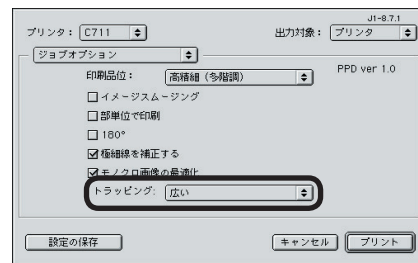 J1-8.7.1
プリンタ： C711 出力対象： プリンタ
ジョブオプション
印刷品位： 高精細（多階調） PPD ver 1.0
イメージスムージング
部単位で印刷
180°
極細線を補正する
モノクロ画像の最適化
トラッピング： 広い
設定の保存 キャンセル プリント